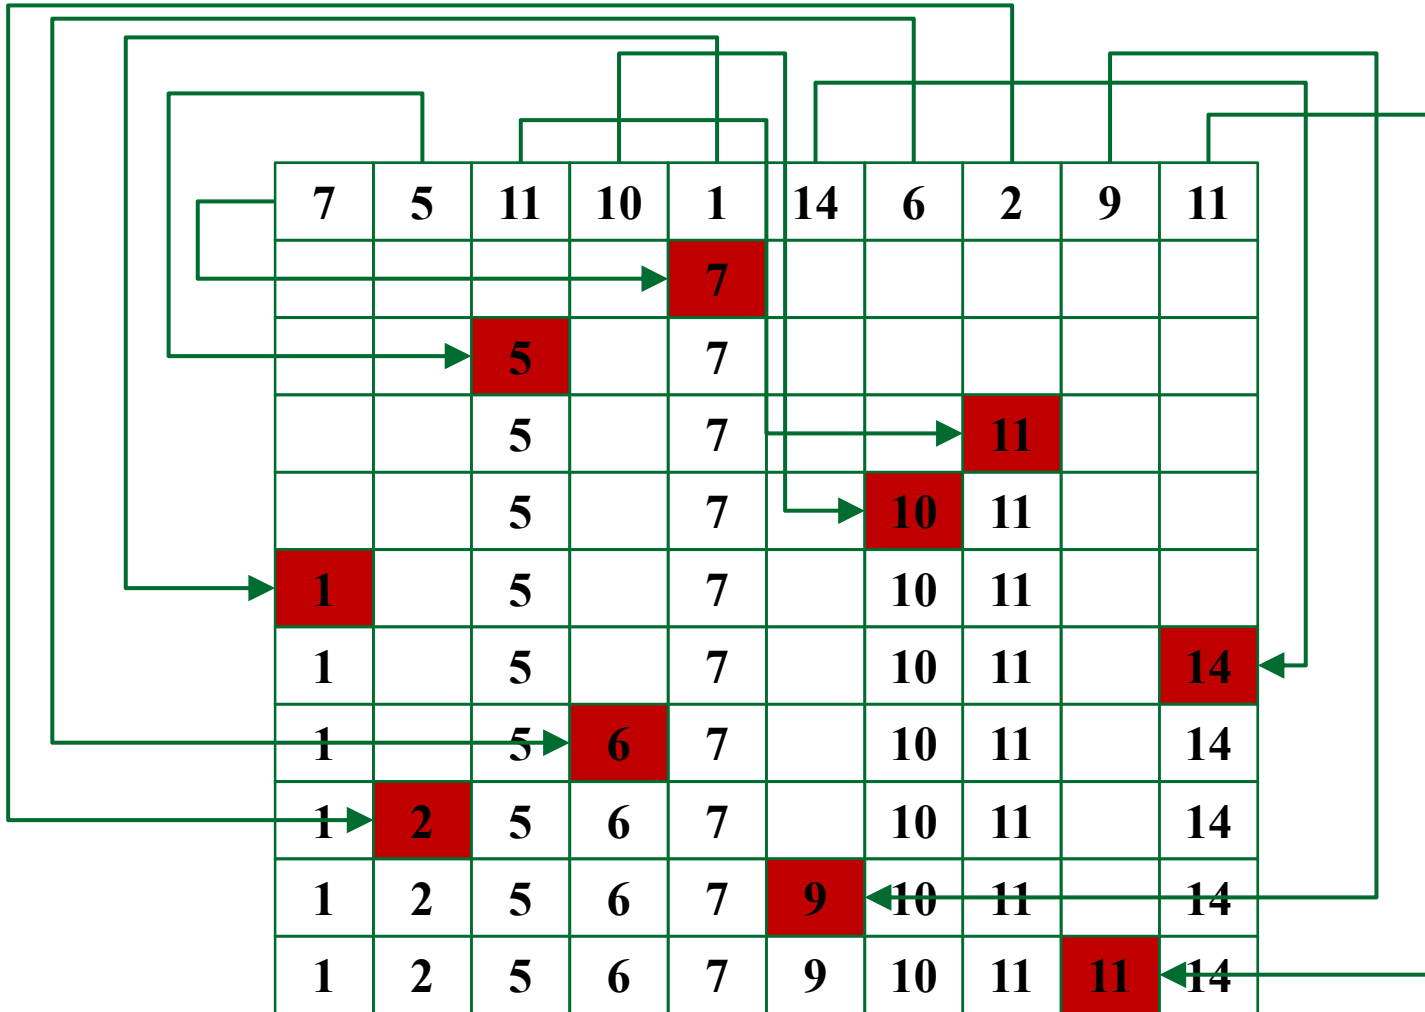 7 5 11 10 1 14 6 2 9 11
7
5 7
5 7 11
5 7 10 11
1 5 7 10 11
1 5 7 10 11 14
1 5 6 7 10 11 14
1 2 5 6 7 10 11 14
1 2 5 6 7 9 10 11 14
1 2 5 6 7 9 10 11 11 14